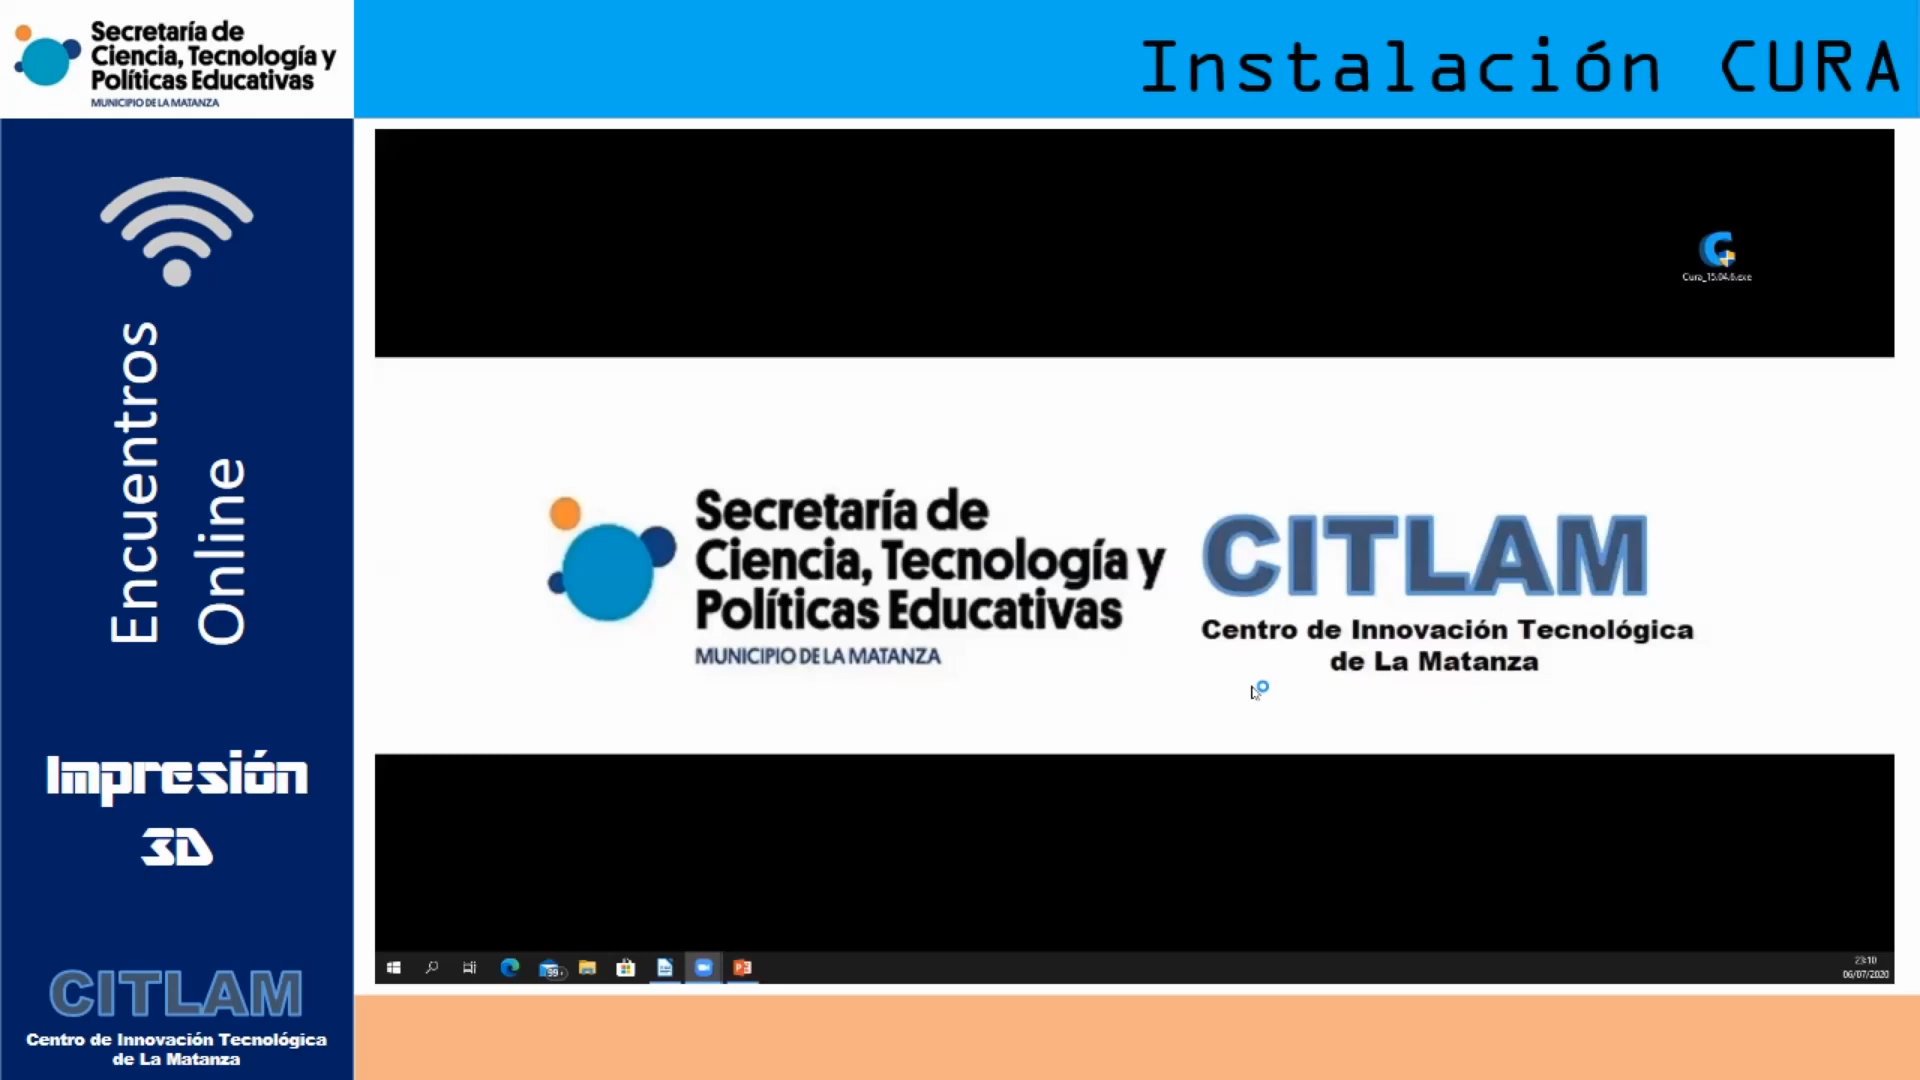 Secretaría de
Ciencia, Tecnología y
Políticas Educativas
MUNICIPIO DE LA MATANZA
Instalación CURA
Encuentros
Online
Impresión
3D
CITLAM
Centro de Innovación Tecnológica
de La Matanza
Cura_15.04.6.exe
Secretaría de
Ciencia, Tecnología y
Políticas Educativas
MUNICIPIO DE LA MATANZA
CITLAM
Centro de Innovación Tecnológica
de La Matanza
99+
23:10
06/07/2020